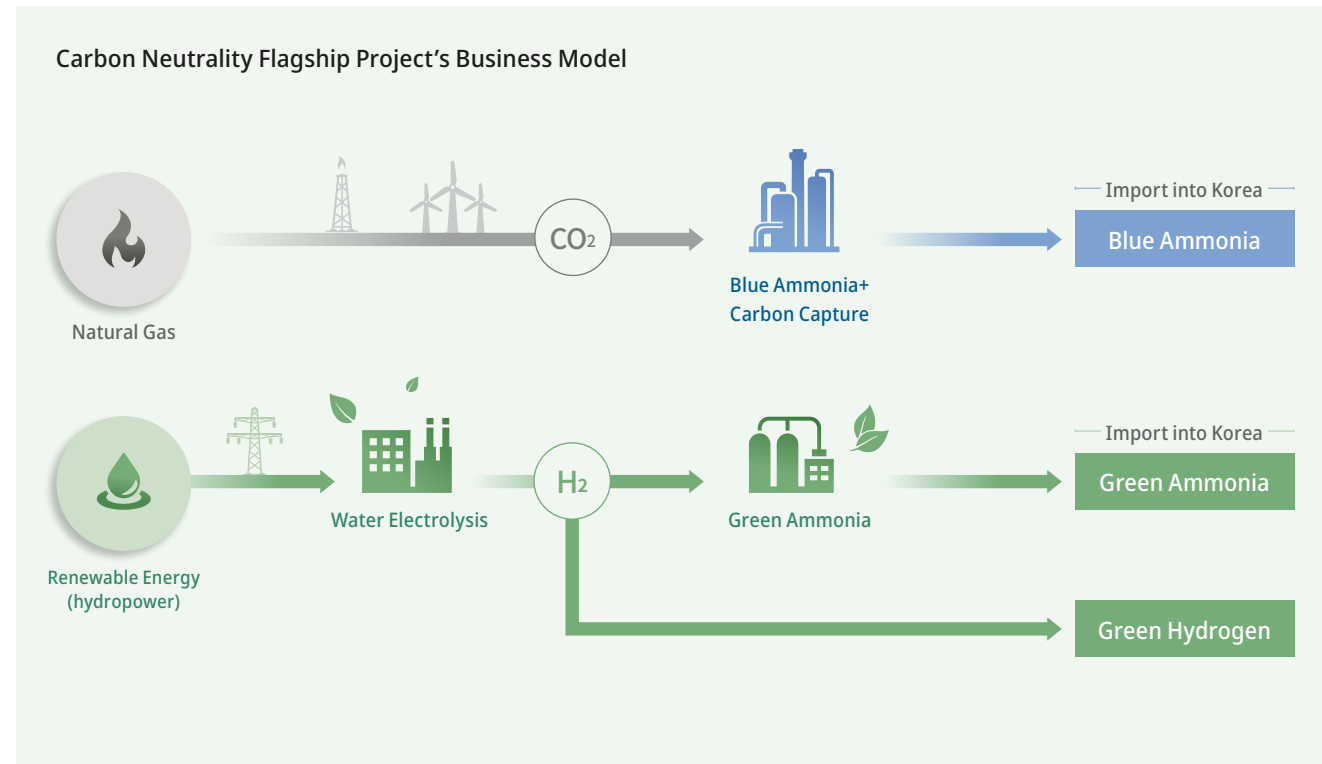 Carbon Neutrality Flagship Project’s Business Model
Natural Gas
CO2
Blue Ammonia+
Carbon Capture
Import into Korea
Blue Ammonia
Renewable Energy
(hydropower)
Water Electrolysis
H2
Green Ammonia
Import into Korea
Green Ammonia
Green Hydrogen